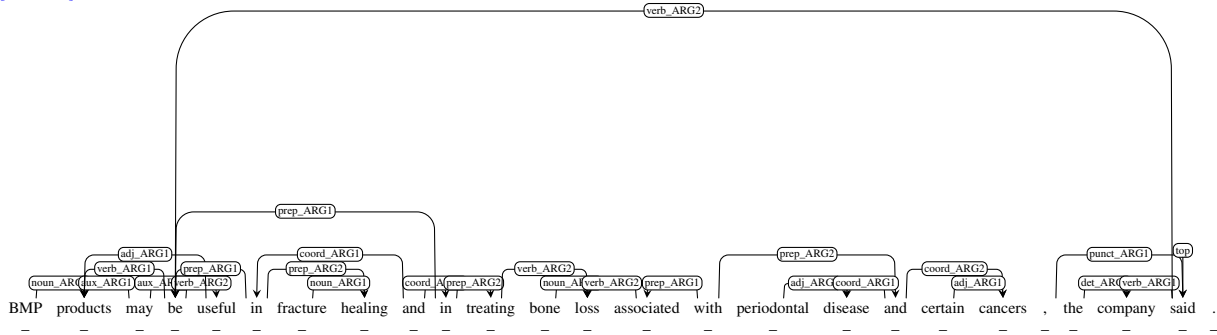 verb_ARG2
prep_ARG1
adj_ARG1 coord_ARG1 prep_ARG2 punct_ARG1 top
verb_ARG1 prep_ARG1 prep_ARG2 verb_ARG2 coord_ARG2
aux_ARG1 verb_ARG2 noun_ARG1 prep_ARG2 verb_ARG2 prep_ARG1 coord_ARG1 adj_ARG1 verb_ARG1
BMP products may be useful in fracture healing and in treating bone loss associated with periodontal disease and certain cancers , the company said .